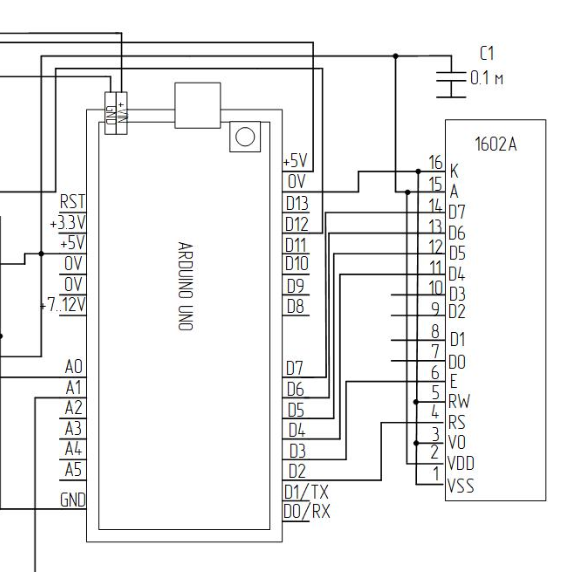 C1
0.1 м
GND
+VIN
1602A
+5V
0V
D13
D12
D11
D10
D9
D8
RST
+3.3V
+5V
0V
0V
+7..12V
ARDUINO UNO
A0
A1
A2
A3
A4
A5
GND
D7
D6
D5
D4
D3
D2
D1/TX
D0/RX
16 K
15 A
14 D7
13 D6
12 D5
11 D4
10 D3
9 D2
8 D1
7 D0
6 E
5 RW
4 RS
3 V0
2 VDD
1 VSS